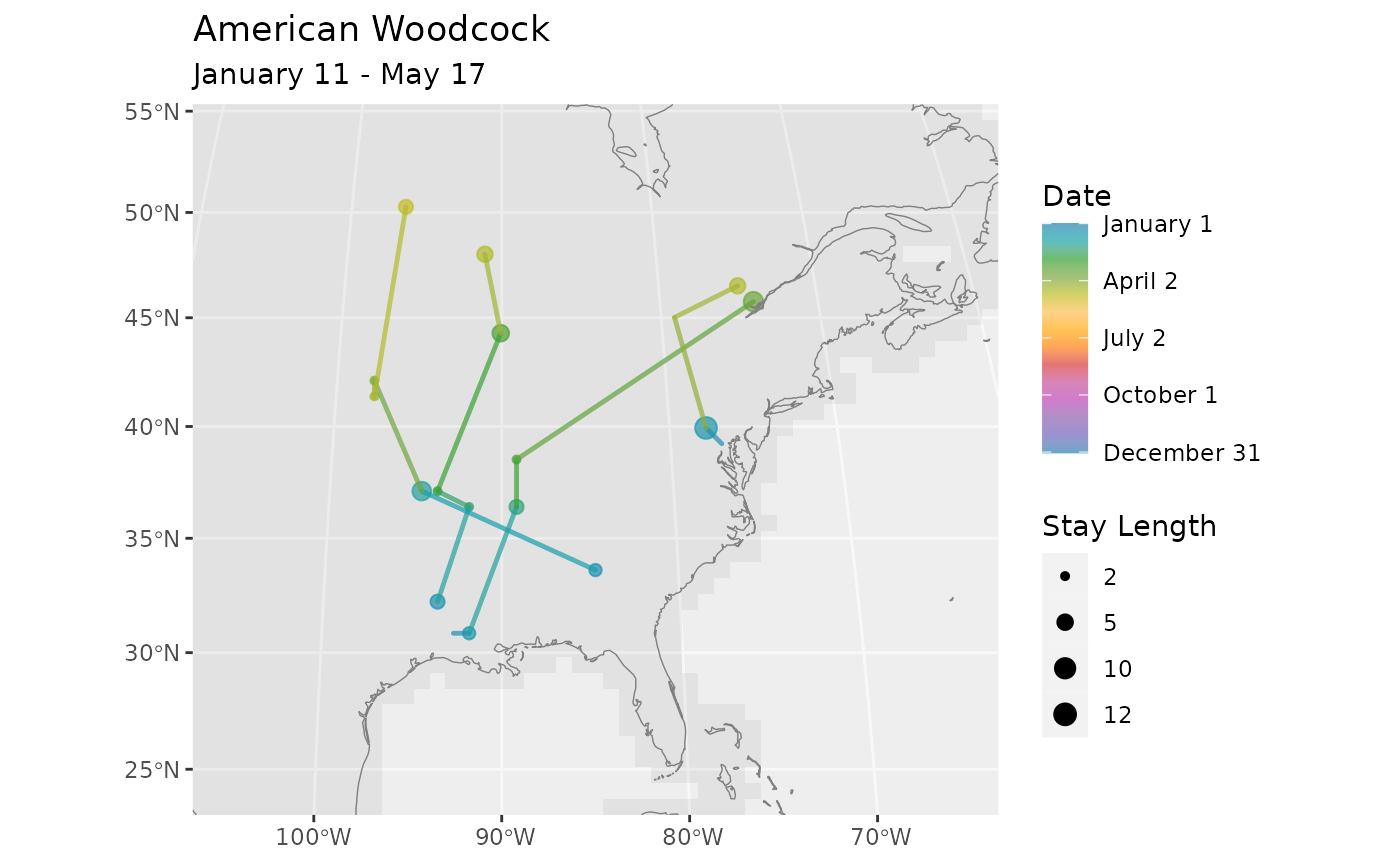 American Woodcock
January 11 - May 17
55°N
50°N
45°N
40°N
35°N
30°N
25°N
100°W
90°W
80°W
70°W
Date
January 1
April 2
July 2
October 1
December 31
Stay Length
2
5
10
12